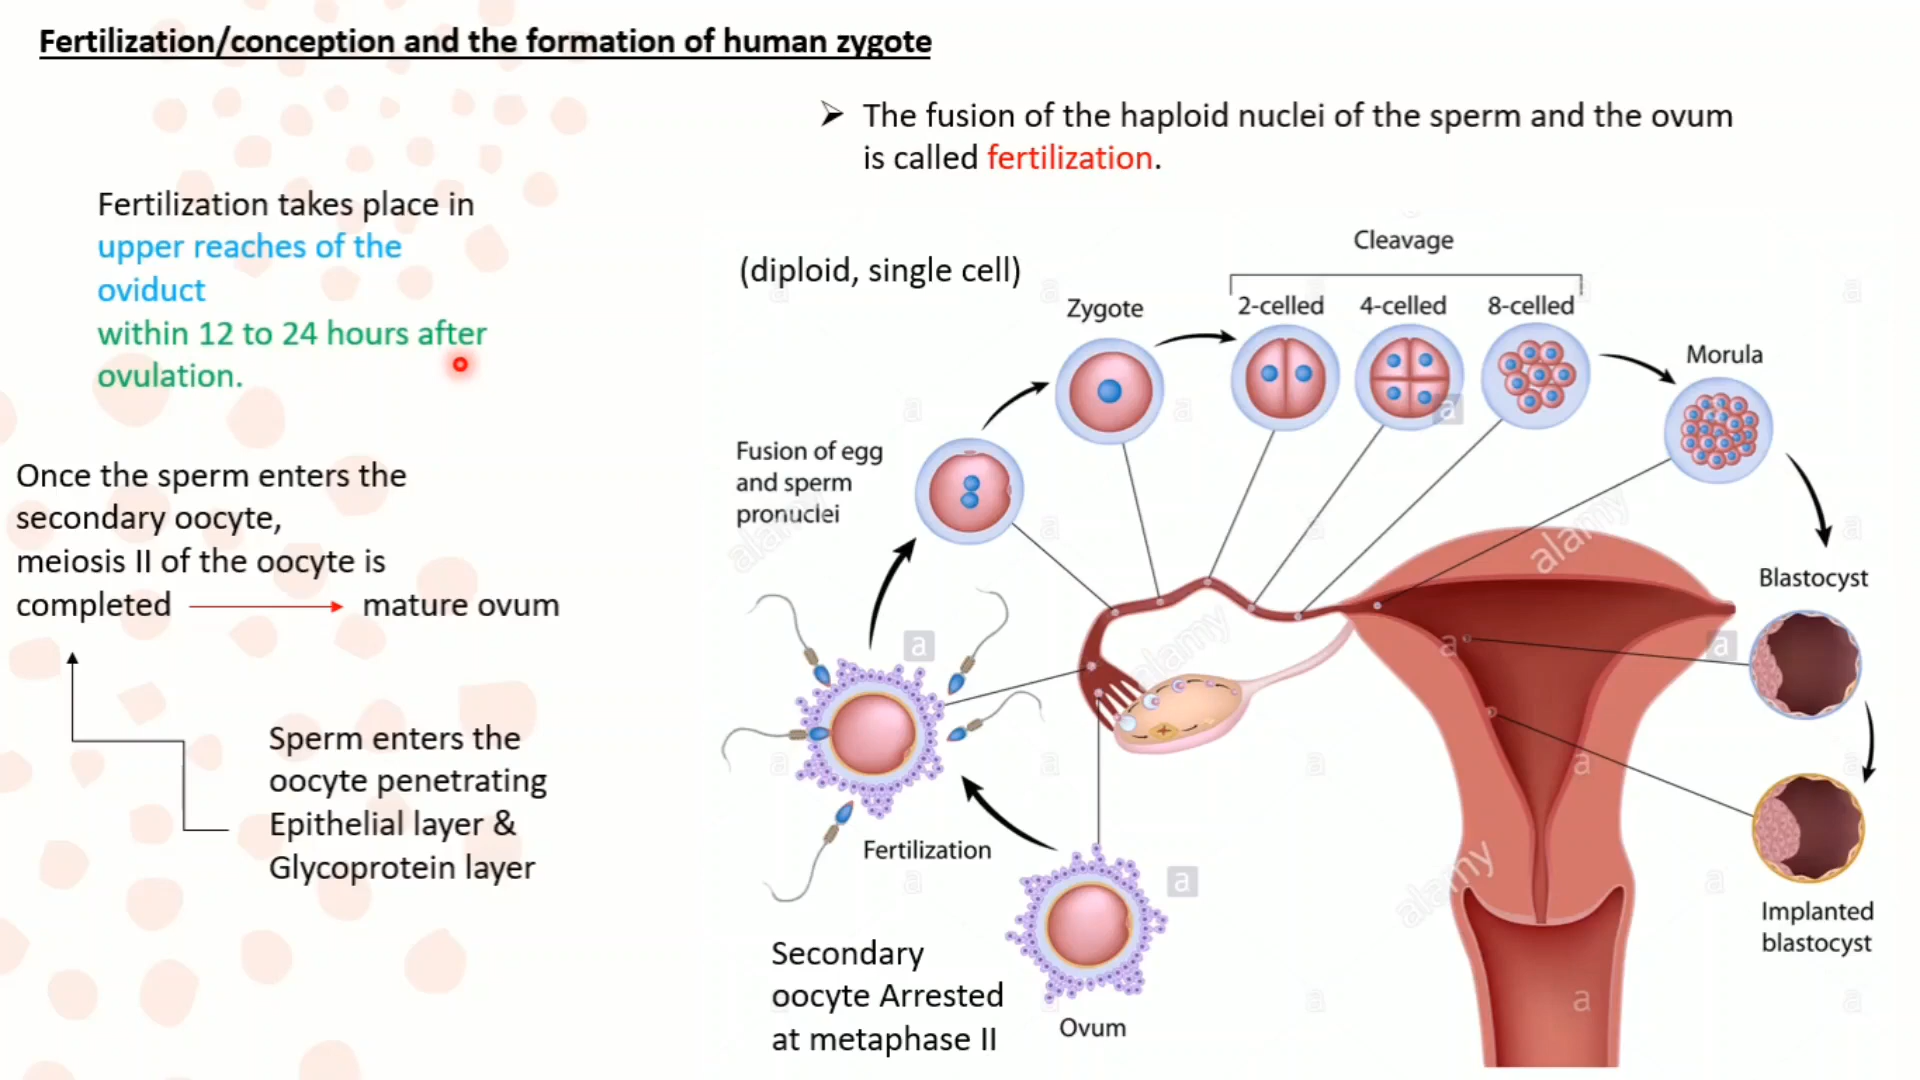 Fertilization/conception and the formation of human zygote
➢ The fusion of the haploid nuclei of the sperm and the ovum
is called fertilization.
Fertilization takes place in
upper reaches of the
oviduct
within 12 to 24 hours after
ovulation.
Once the sperm enters the
secondary oocyte,
meiosis II of the oocyte is
completed
mature ovum
Sperm enters the
oocyte penetrating
Epithelial layer &
Glycoprotein layer
(diploid, single cell)
Cleavage
Zygote
2-celled
4-celled
8-celled
Morula
Fusion of egg
and sperm
pronuclei
Blastocyst
Fertilization
Implanted
blastocyst
Secondary
oocyte Arrested
at metaphase II
Ovum
alamy
alamy
alamy
alamy
a
a
a
a
a